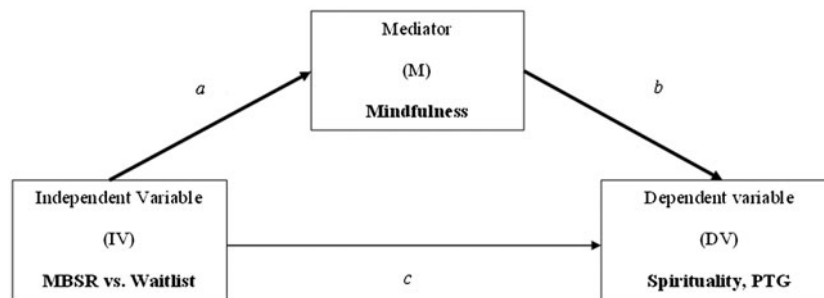 Mediator
(M)
Mindfulness
a
b
Independent Variable
(IV)
MBSR vs. Waitlist
Dependent variable
(DV)
Spirituality, PTG
c